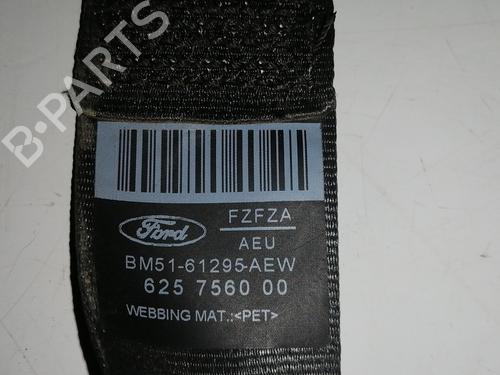 B-PARTS
Ford
FZFZA
AEU
BM51-61295-AEW
625 7560 00
WEBBING MAT.:<PET>